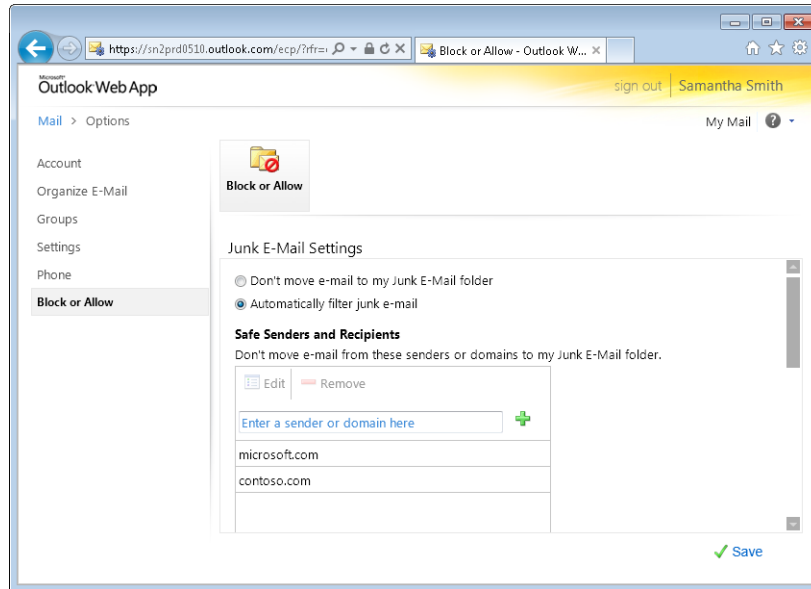 https://sn2prd0510.outlook.com/ecp/?rfr=
Block or Allow - Outlook W...
Microsoft®
Outlook Web App
sign out
Samantha Smith
Mail > Options
My Mail
Account
Organize E-Mail
Groups
Settings
Phone
Block or Allow
Block or Allow
Junk E-Mail Settings
Don't move e-mail to my Junk E-Mail folder
Automatically filter junk e-mail
Safe Senders and Recipients
Don't move e-mail from these senders or domains to my Junk E-Mail folder.
Edit
Remove
Enter a sender or domain here
microsoft.com
contoso.com
Save